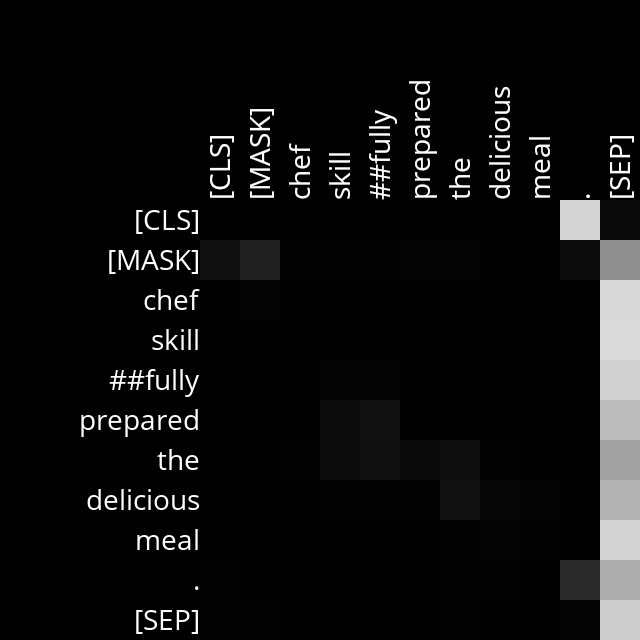 [CLS] [MASK] chef skill ##fully prepared the delicious meal . [SEP]
[CLS]
[MASK]
chef
skill
##fully
prepared
the
delicious
meal
.
[SEP]